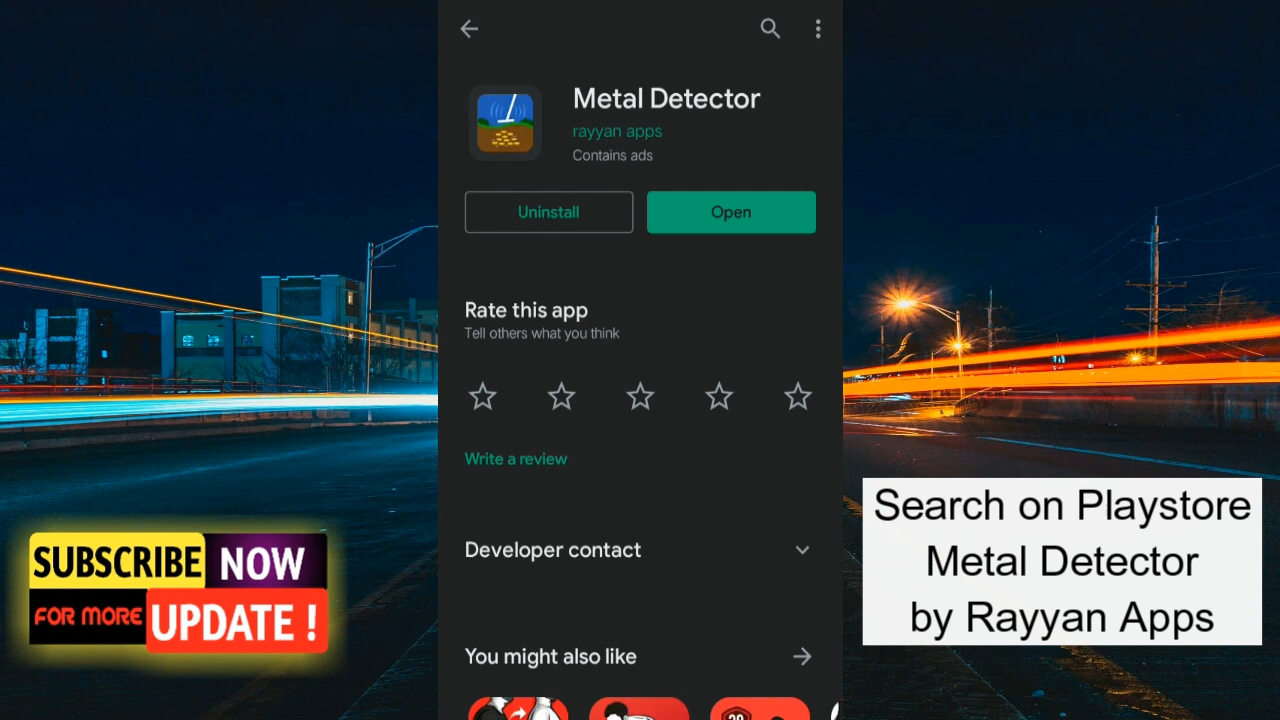 Metal Detector
rayyan apps
Contains ads
Uninstall
Open
Rate this app
Tell others what you think
Write a review
Developer contact
You might also like
SUBSCRIBE NOW
FOR MORE UPDATE !
Search on Playstore
Metal Detector
by Rayyan Apps